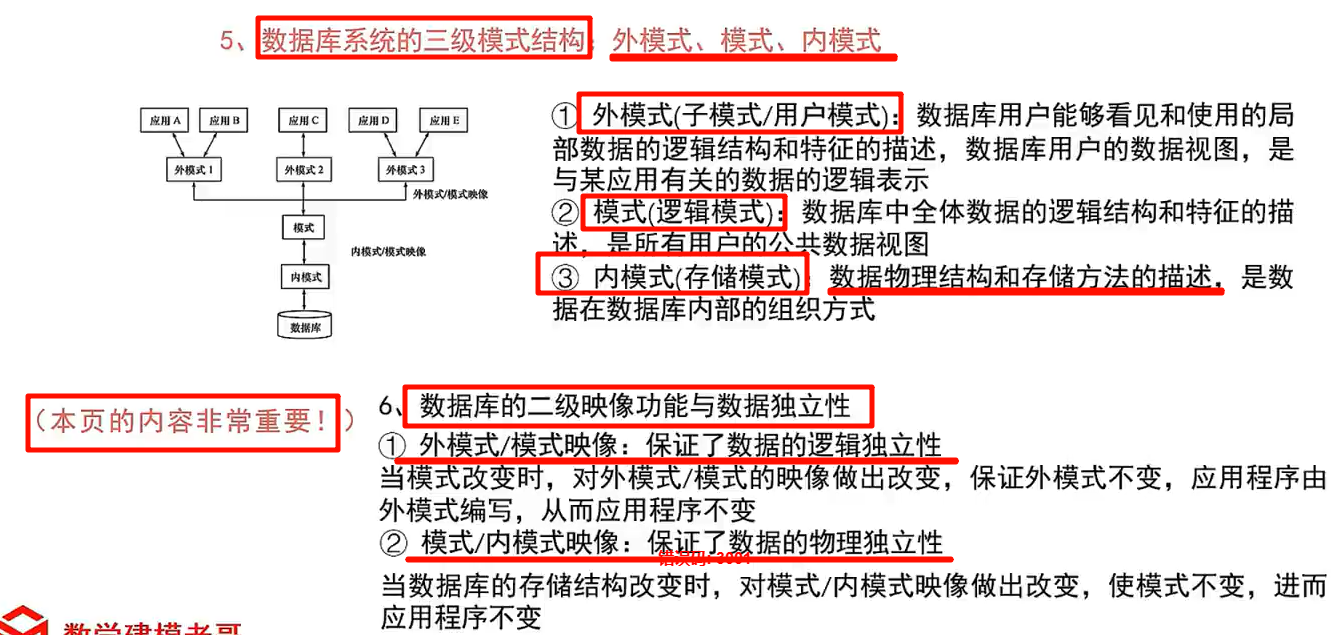 5、数据库系统的三级模式结构：外模式、模式、内模式
应用 A 应用 B 应用 C 应用 D 应用 E
外模式 1 外模式 2 外模式 3
外模式/模式映像
模式
内模式/模式映像
内模式
数据库
① 外模式(子模式/用户模式)：数据库用户能够看见和使用的局
部数据的逻辑结构和特征的描述，数据库用户的数据视图，是
与某应用有关的数据的逻辑表示
② 模式(逻辑模式)：数据库中全体数据的逻辑结构和特征的描
述，是所有用户的公共数据视图
③ 内模式(存储模式)：数据物理结构和存储方法的描述，是数
据在数据库内部的组织方式
（本页的内容非常重要！）
6、数据库的二级映像功能与数据独立性
① 外模式/模式映像：保证了数据的逻辑独立性
当模式改变时，对外模式/模式的映像做出改变，保证外模式不变，应用程序由
外模式编写，从而应用程序不变
② 模式/内模式映像：保证了数据的物理独立性
错误码: 3001
当数据库的存储结构改变时，对模式/内模式映像做出改变，使模式不变，进而
应用程序不变
数学建模老哥